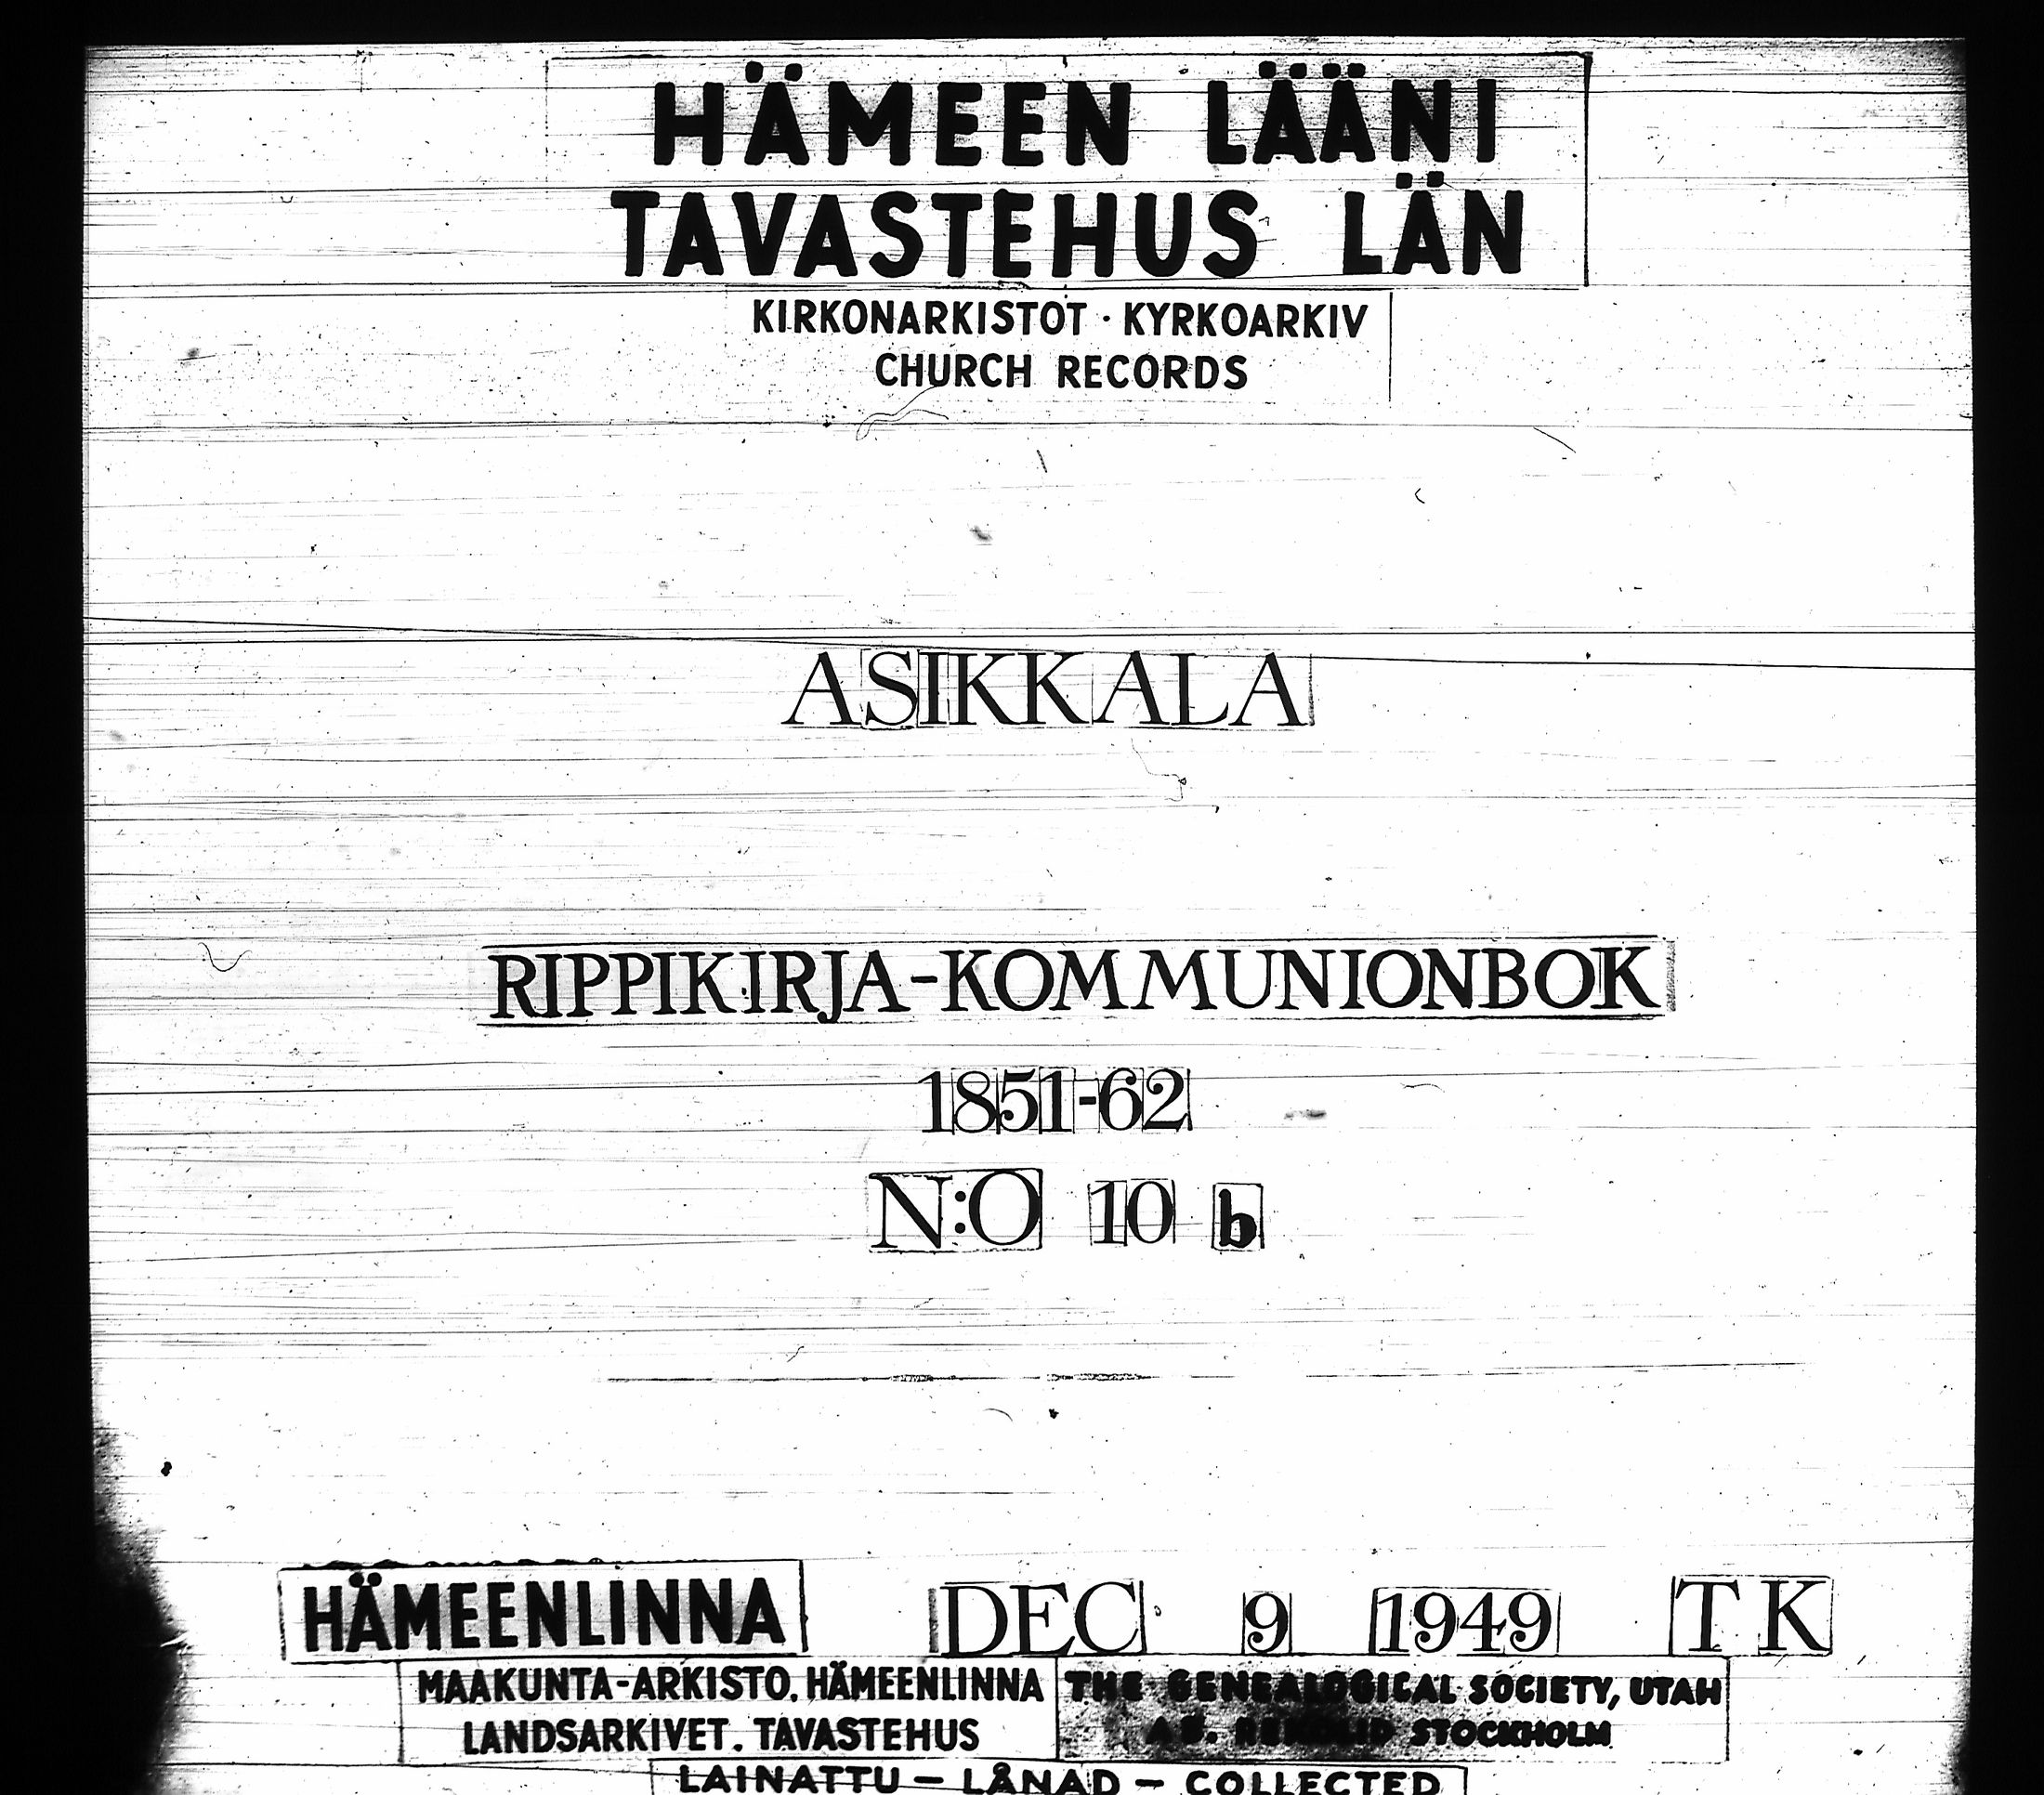 HÄMEEN LÄÄNI
TAVASTEHUS LÄN
KIRKONARKISTOT · KYRKOARKIV
CHURCH RECORDS
ASIKKALA
RIPPIKIRJA-KOMMUNIONBOK
1851-62
N:O 10 b
HÄMEENLINNA DEC 9 1949 T K
MAAKUNTA-ARKISTO. HÄMEENLINNA
LANDSARKIVET. TAVASTEHUS
THE GENEALOGICAL SOCIETY, UTAH
STOCKHOLM
LAINATTU – LÅNAD – COLLECTED